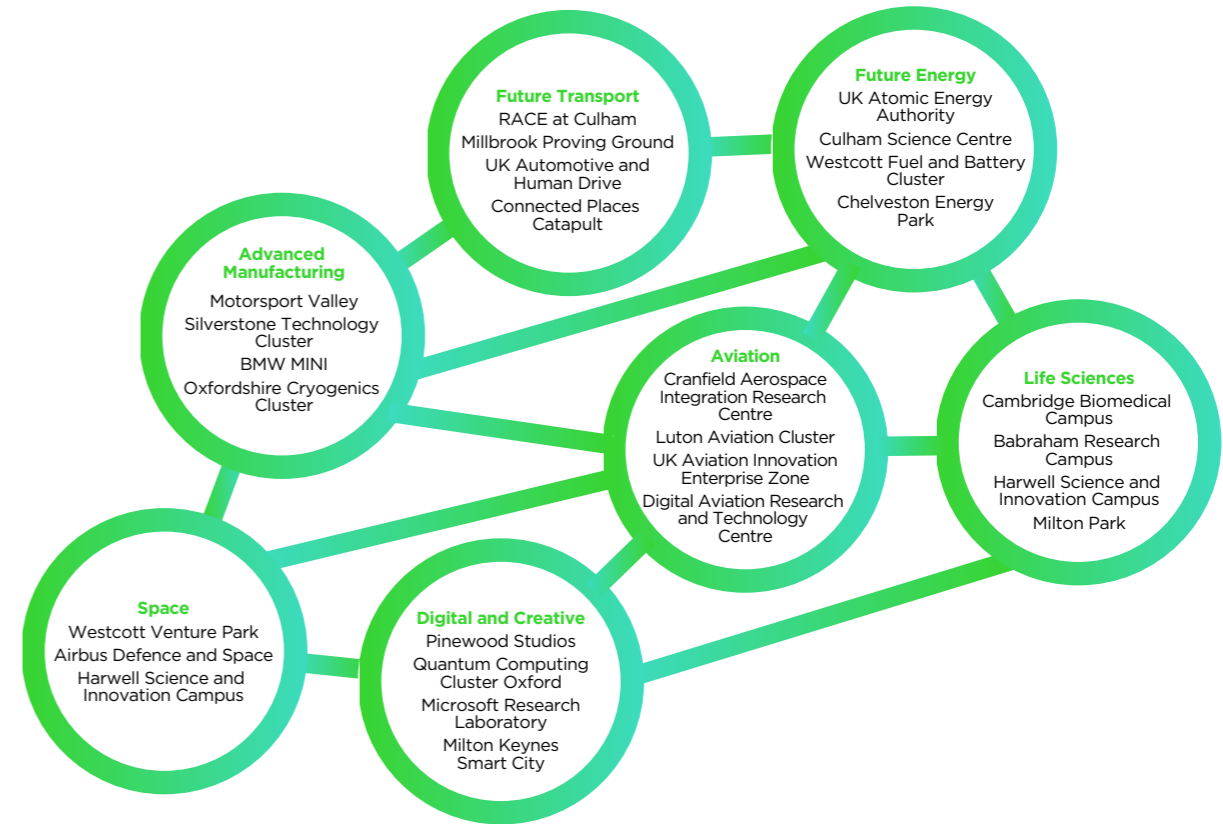 Future Transport
RACE at Culham
Millbrook Proving Ground
UK Automotive and
Human Drive
Connected Places
Catapult
Future Energy
UK Atomic Energy
Authority
Culham Science Centre
Westcott Fuel and Battery
Cluster
Chelveston Energy
Park
Advanced
Manufacturing
Motorsport Valley
Silverstone Technology
Cluster
BMW MINI
Oxfordshire Cryogenics
Cluster
Aviation
Cranfield Aerospace
Integration Research
Centre
Luton Aviation Cluster
UK Aviation Innovation
Enterprise Zone
Digital Aviation Research
and Technology
Centre
Life Sciences
Cambridge Biomedical
Campus
Babraham Research
Campus
Harwell Science and
Innovation Campus
Milton Park
Space
Westcott Venture Park
Airbus Defence and Space
Harwell Science and
Innovation Campus
Digital and Creative
Pinewood Studios
Quantum Computing
Cluster Oxford
Microsoft Research
Laboratory
Milton Keynes
Smart City